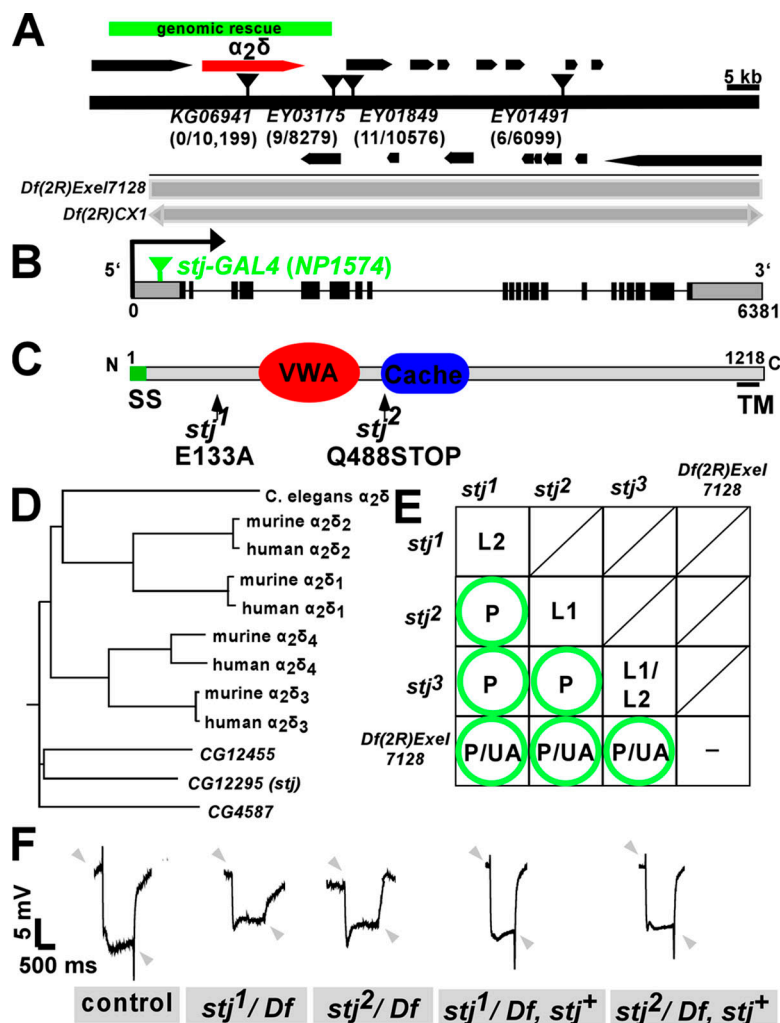 A
genomic rescue
α2δ
5 kb
KG06941 EY03175 EY01849 EY01491
(0/10,199) (9/8279) (11/10576) (6/6099)
Df(2R)Exel7128
Df(2R)CX1
B
5‘ stj-GAL4 (NP1574) 3‘
0 6381
C
N 1 VWA Cache 1218 C
SS TM
stj1 stj2
E133A Q488STOP
D
C. elegans α2δ
murine α2δ2
human α2δ2
murine α2δ1
human α2δ1
murine α2δ4
human α2δ4
murine α2δ3
human α2δ3
CG12455
CG12295 (stj)
CG4587
E
stj1 stj2 stj3 Df(2R)Exel
7128
stj1 L2
stj2 P L1
stj3 P P L1/
L2
Df(2R)Exel
7128 P/UA P/UA P/UA –
F
5 mV
500 ms
control stj1/ Df stj2/ Df stj1/ Df, stj+ stj2/ Df, stj+